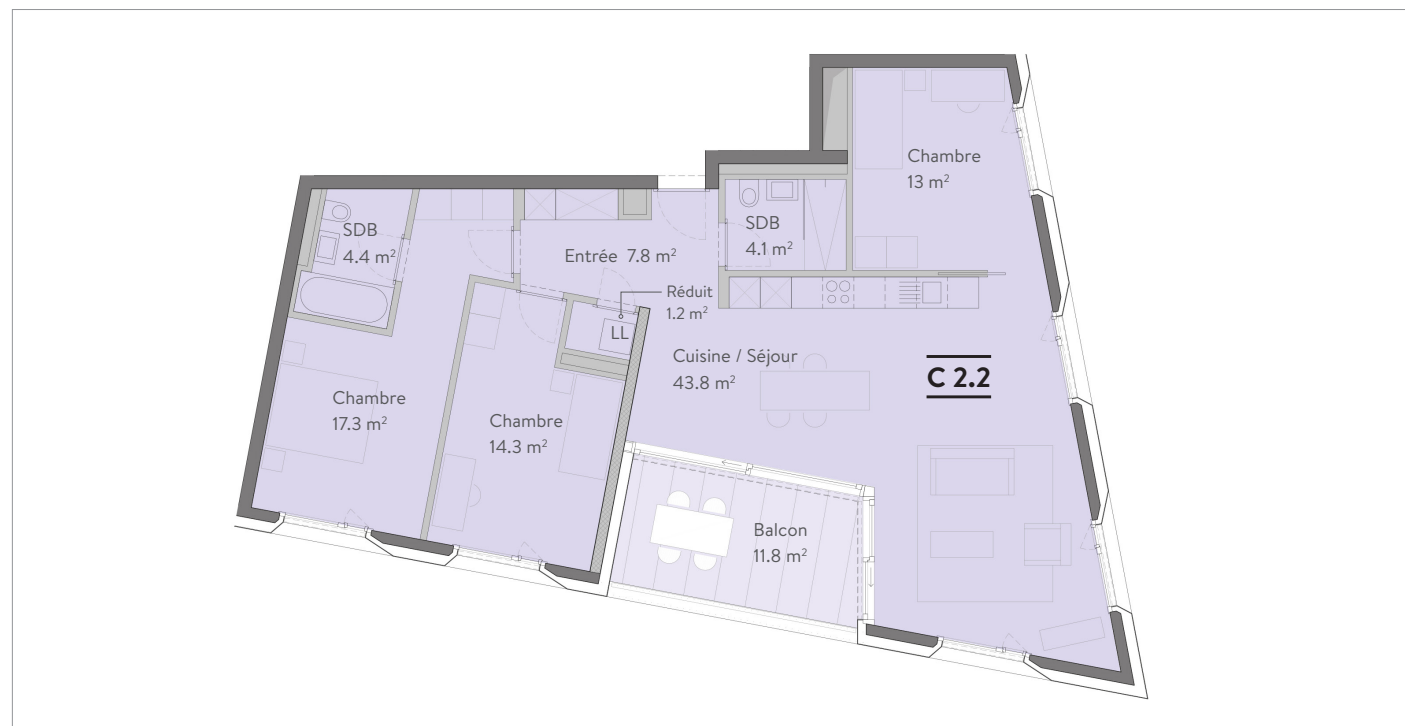 Chambre
13 m²
SDB
4.4 m²
SDB
4.1 m²
Entrée 7.8 m²
Réduit
1.2 m²
LL
Cuisine / Séjour
43.8 m²
C 2.2
Chambre
17.3 m²
Chambre
14.3 m²
Balcon
11.8 m²